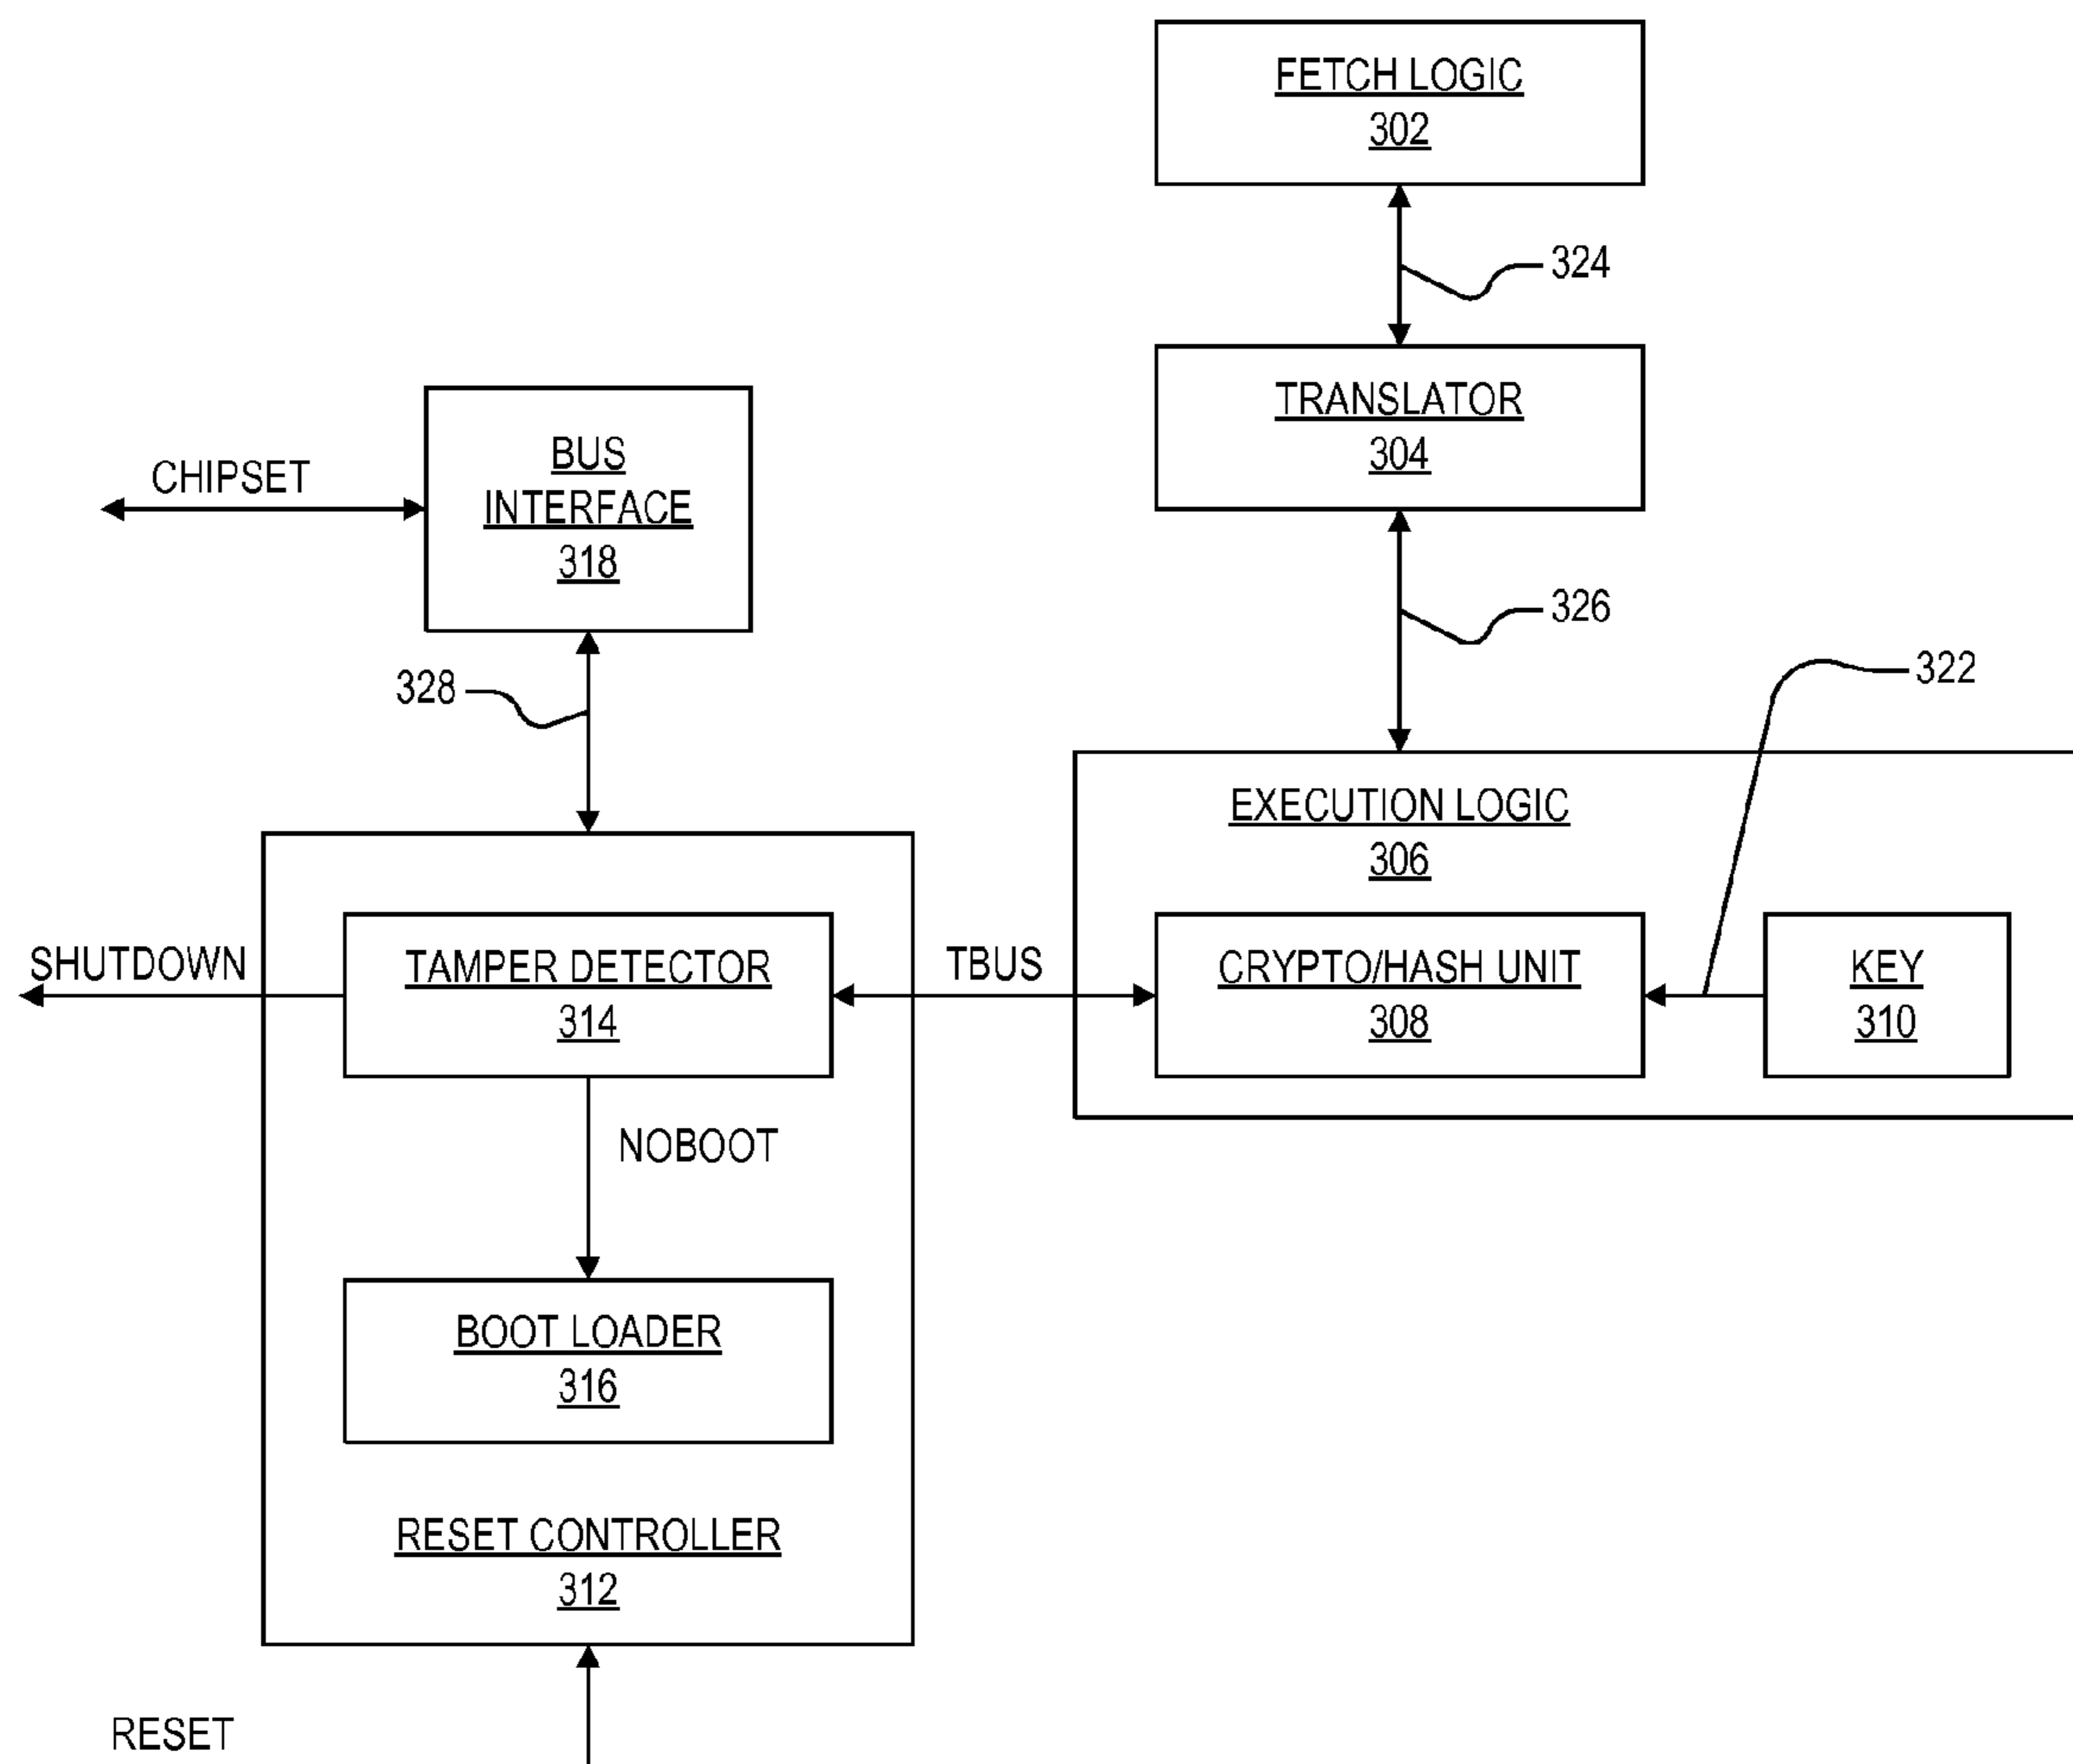 FETCH LOGIC
302
324
TRANSLATOR
304
CHIPSET
BUS
INTERFACE
318
326
322
328
EXECUTION LOGIC
306
SHUTDOWN
TAMPER DETECTOR
314
TBUS
CRYPTO/HASH UNIT
308
KEY
310
NOBOOT
BOOT LOADER
316
RESET CONTROLLER
312
RESET